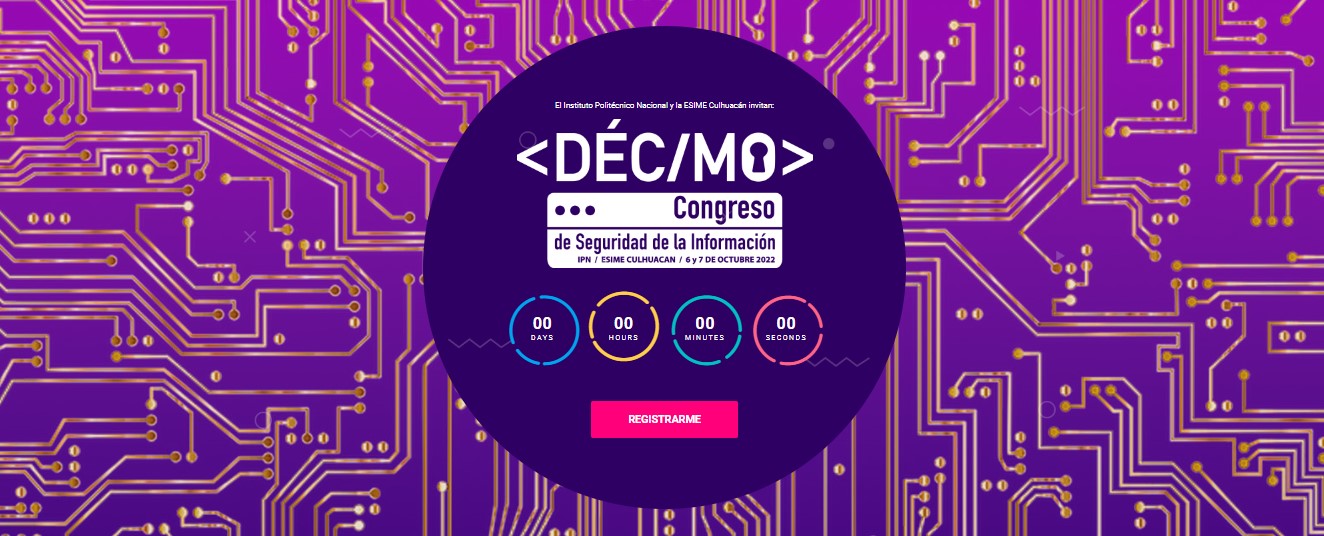 El Instituto Politécnico Nacional y la ESIME Culhuacán invitan:
<DÉC/MO>
Congreso
de Seguridad de la Información
IPN / ESIME CULHUACAN / 6 y 7 DE OCTUBRE 2022
00 00 00 00
DAYS HOURS MINUTES SECONDS
REGISTRARME